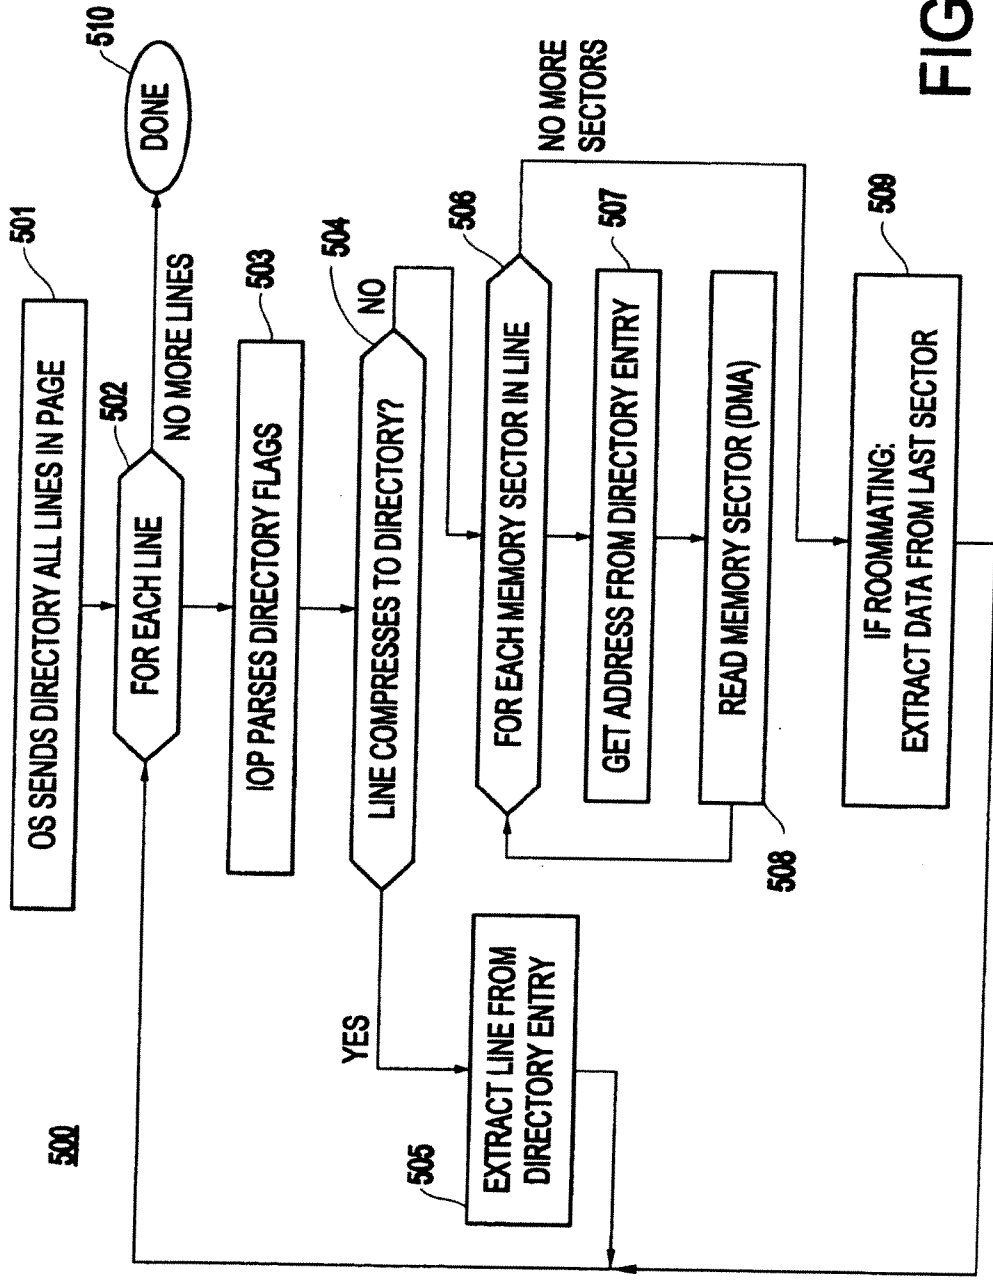 500
OS SENDS DIRECTORY ALL LINES IN PAGE
501
FOR EACH LINE
502
NO MORE LINES
DONE
510
IOP PARSES DIRECTORY FLAGS
503
LINE COMPRESSES TO DIRECTORY?
504
YES
NO
EXTRACT LINE FROM
DIRECTORY ENTRY
505
FOR EACH MEMORY SECTOR IN LINE
506
NO MORE
SECTORS
GET ADDRESS FROM DIRECTORY ENTRY
507
READ MEMORY SECTOR (DMA)
508
IF ROOMMATING:
EXTRACT DATA FROM LAST SECTOR
509
FIG